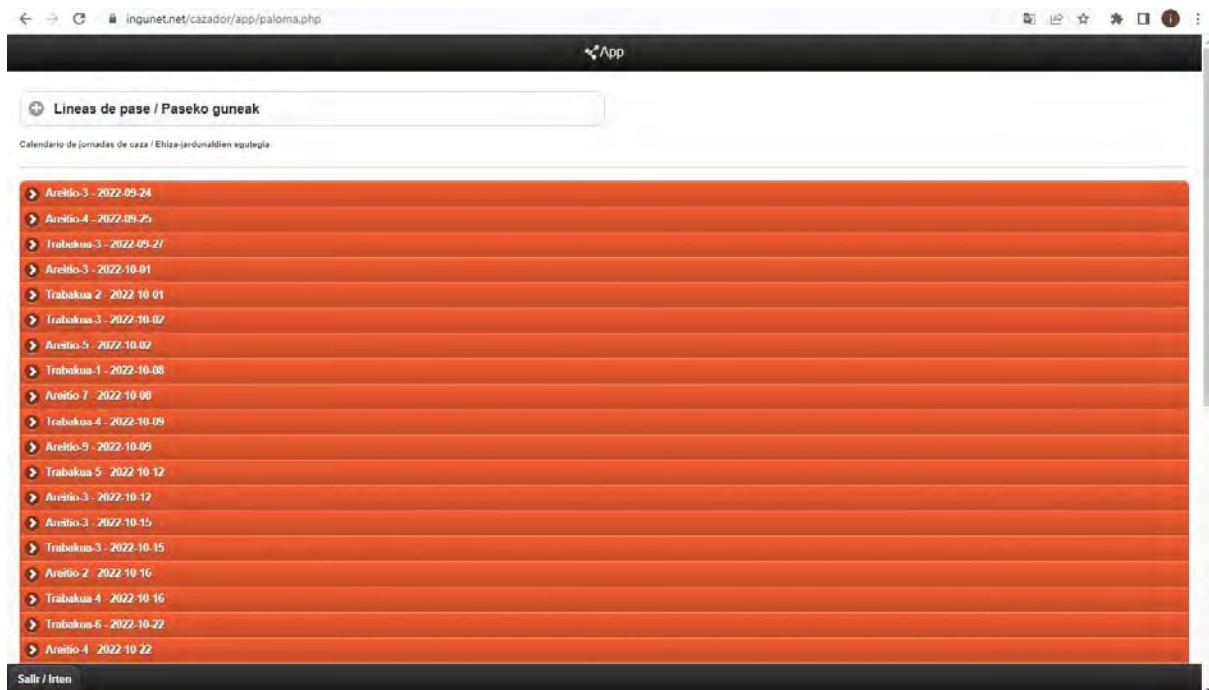 ingunet.net/cazador/app/paloma.php
App
Lineas de pase / Paseko guneak
Calendario de jornadas de caza / Ehiza-jardunaldien egutegia
Areitio-3 - 2022-09-24
Areitio-4 - 2022-09-25
Trabakua-3 - 2022-09-27
Areitio-3 - 2022-10-01
Trabakua-2 - 2022-10-01
Trabakua-3 - 2022-10-02
Areitio-5 - 2022-10-02
Trabakua-1 - 2022-10-08
Areitio-7 - 2022-10-08
Trabakua-4 - 2022-10-09
Areitio-9 - 2022-10-09
Trabakua-5 - 2022-10-12
Areitio-3 - 2022-10-12
Areitio-3 - 2022-10-15
Trabakua-3 - 2022-10-15
Areitio-2 - 2022-10-16
Trabakua-4 - 2022-10-16
Trabakua-6 - 2022-10-22
Areitio-4 - 2022-10-22
Salir / Irten